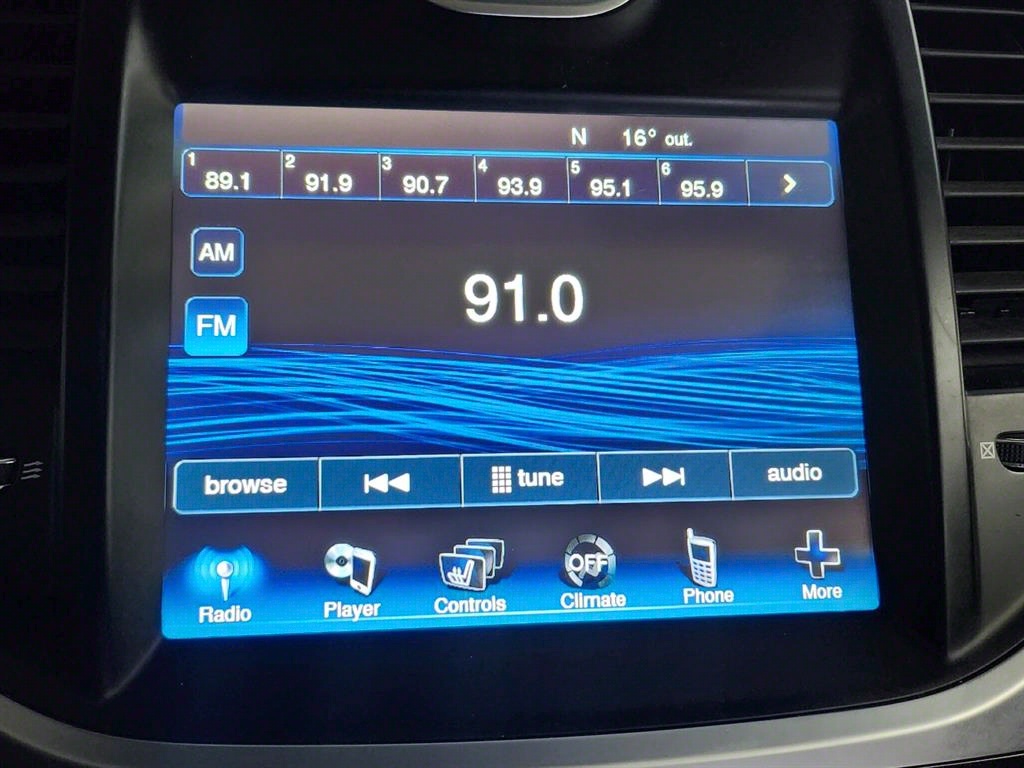 N 16° out.
1 89.1 2 91.9 3 90.7 4 93.9 5 95.1 6 95.9 >
AM
91.0
FM
browse tune audio
OFF
Radio Player Controls Climate Phone More